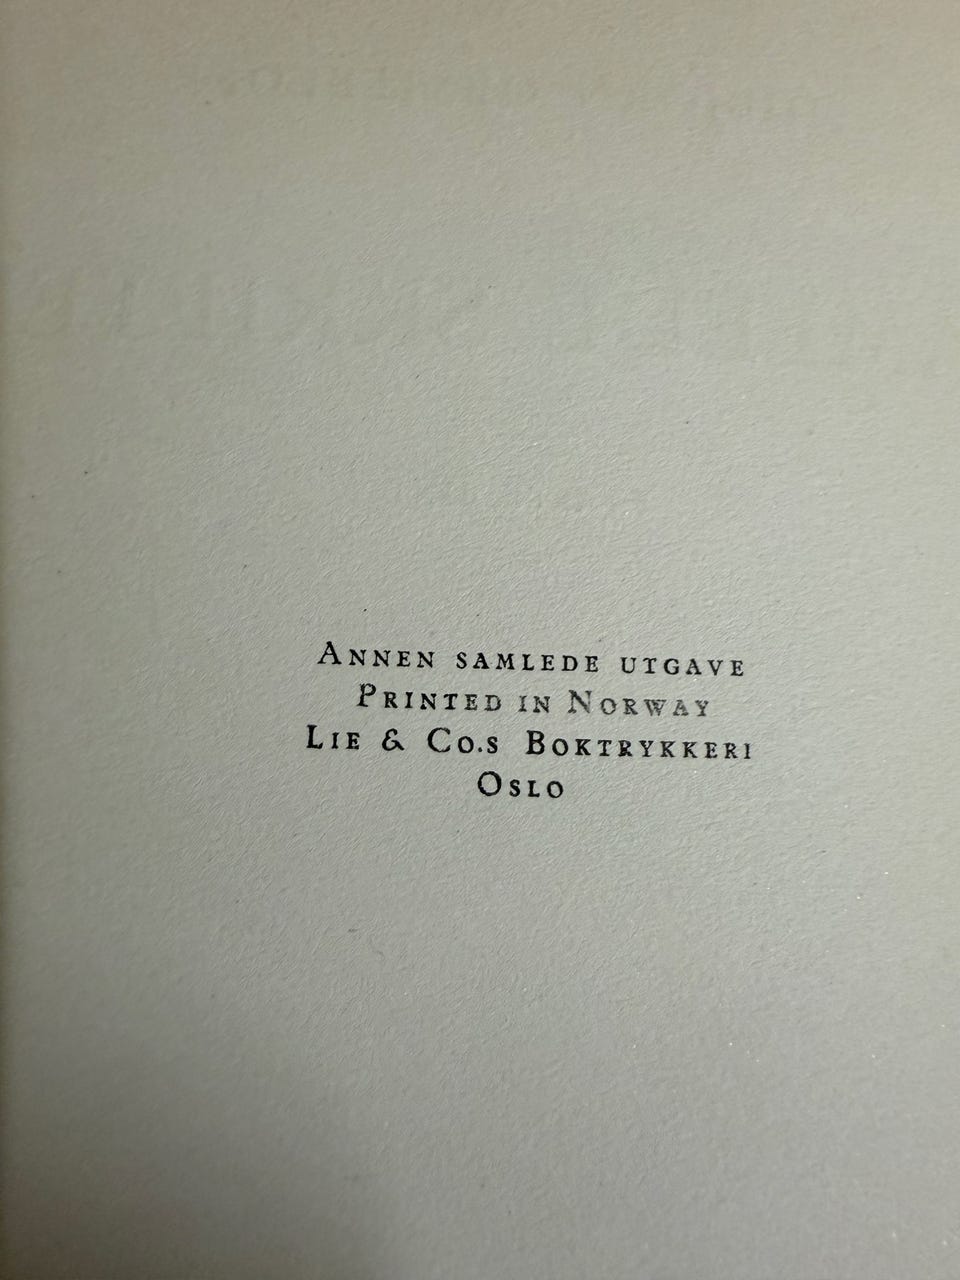 Annen samlede utgave
Printed in Norway
Lie & Co.s Boktrykkeri
Oslo